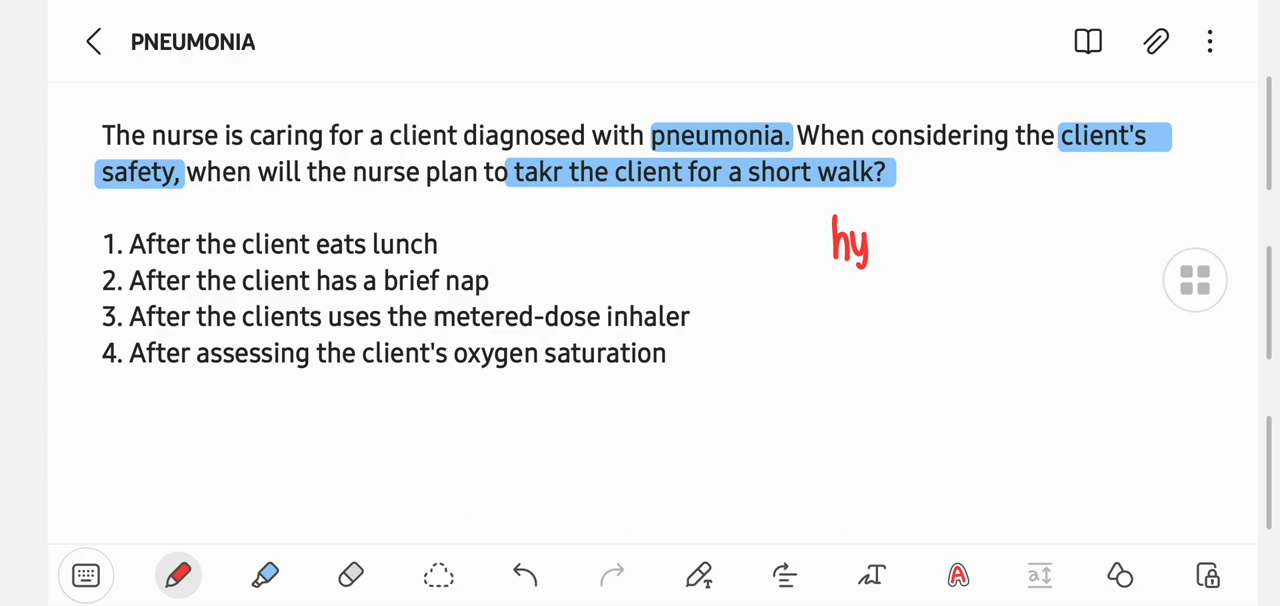 PNEUMONIA
The nurse is caring for a client diagnosed with pneumonia. When considering the client's
safety, when will the nurse plan to takr the client for a short walk?
hy
1. After the client eats lunch
2. After the client has a brief nap
3. After the clients uses the metered-dose inhaler
4. After assessing the client's oxygen saturation